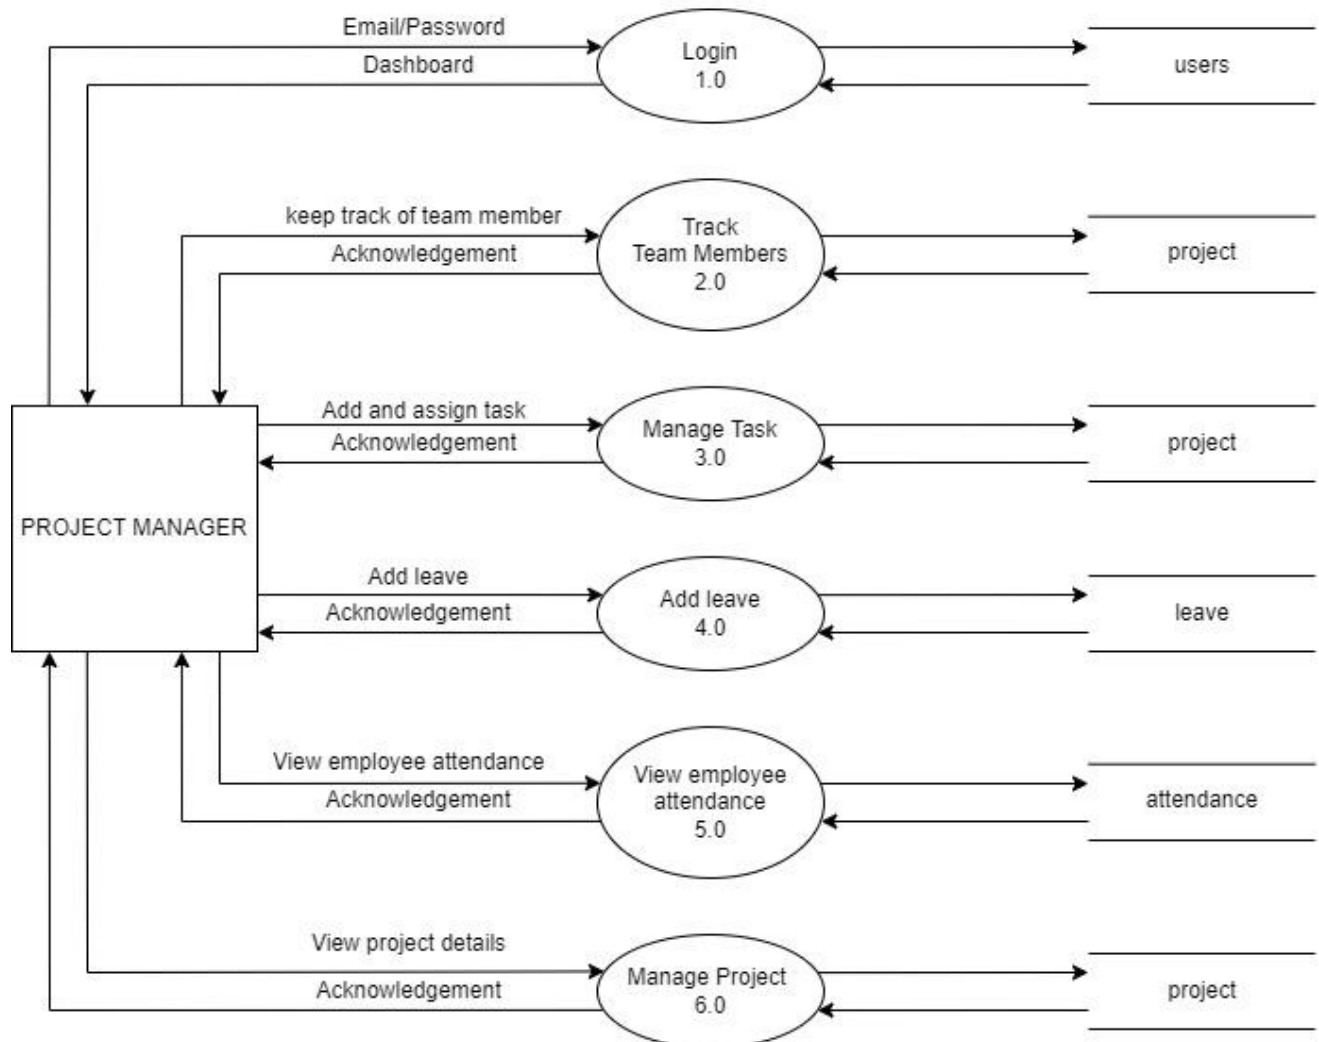 Email/Password
Dashboard
Login
1.0
users
keep track of team member
Acknowledgement
Track
Team Members
2.0
project
Add and assign task
Acknowledgement
Manage Task
3.0
project
PROJECT MANAGER
Add leave
Acknowledgement
Add leave
4.0
leave
View employee attendance
Acknowledgement
View employee
attendance
5.0
attendance
View project details
Acknowledgement
Manage Project
6.0
project